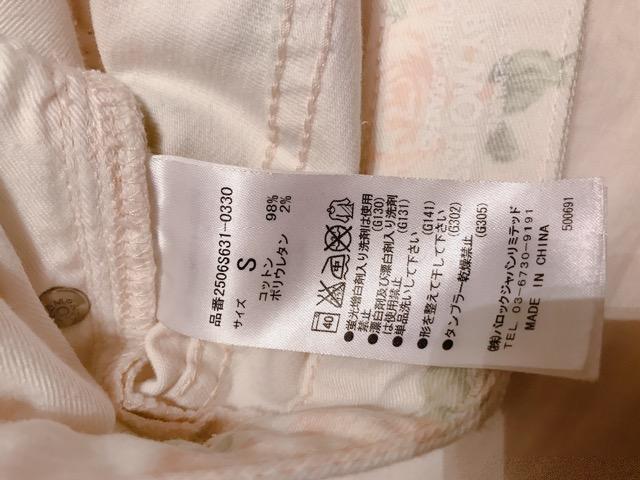 品番2506S631-0330
サイズ S
コットン 98%
ポリウレタン 2%
40
●蛍光増白剤入り洗剤は使用
禁止 (G130)
●漂白剤及び漂白剤入り洗剤
は使用禁止 (G131)
●単品洗いして下さい
(G141)
●形を整えて干して下さい
(G302)
●タンブラー乾燥禁止
(G305)
㈱バロックジャパンリミテッド
TEL 03-6730-9191
MADE IN CHINA
500691